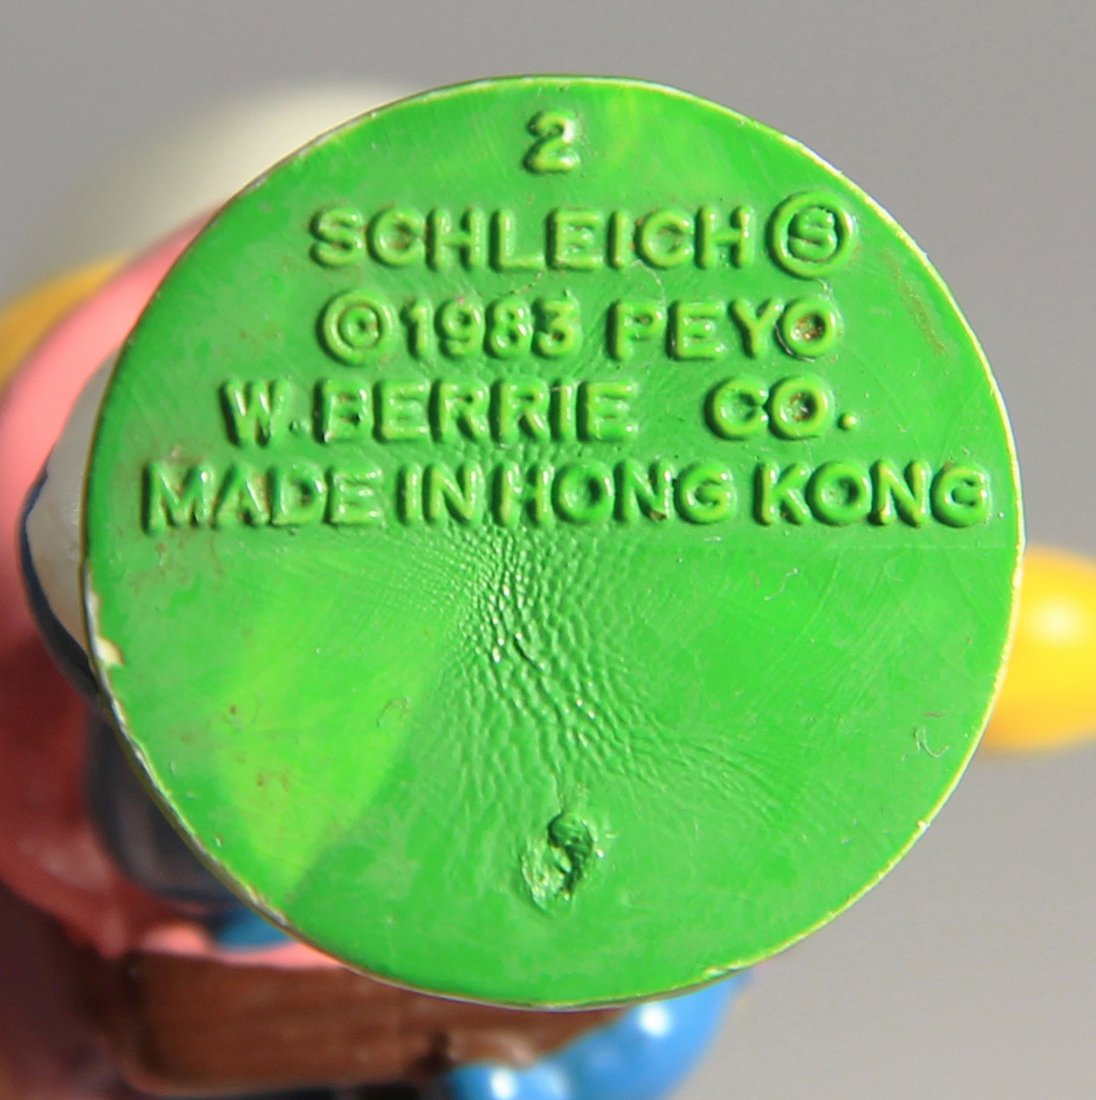 2
SCHLEICH Ⓢ
© 1983 PEYO
W. BERRIE CO.
MADE IN HONG KONG